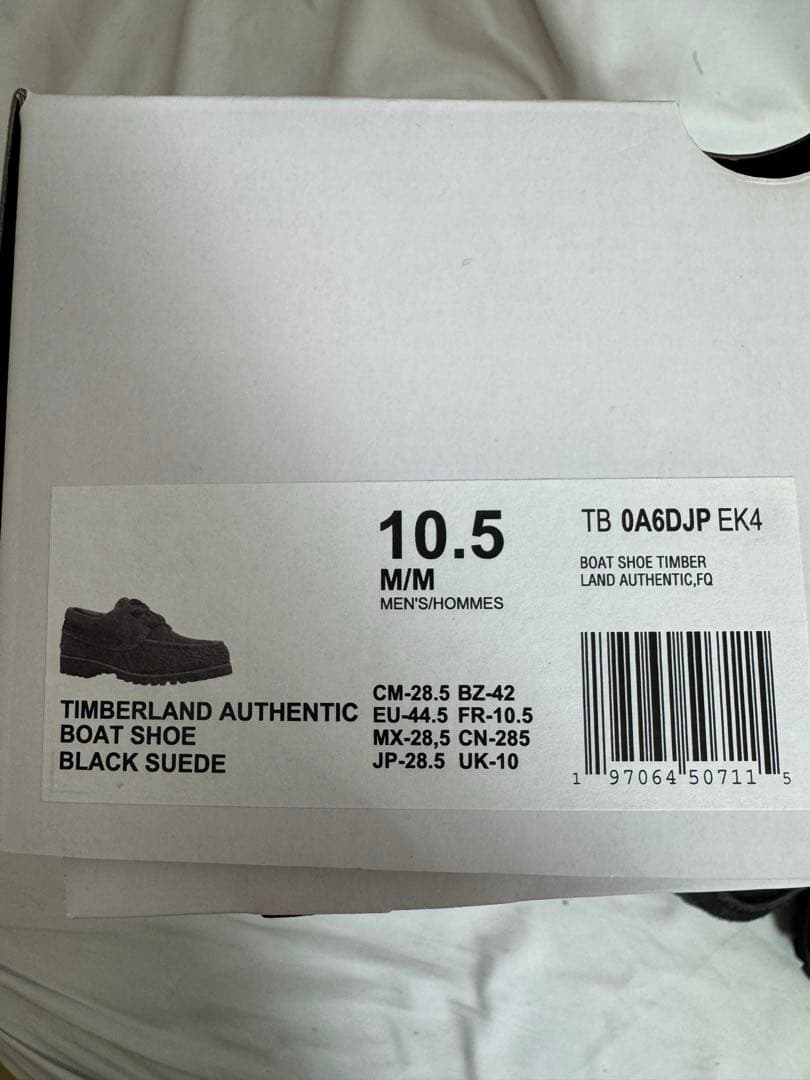 10.5
M/M
MEN'S/HOMMES
TB 0A6DJP EK4
BOAT SHOE TIMBER
LAND AUTHENTIC,FQ
TIMBERLAND AUTHENTIC
BOAT SHOE
BLACK SUEDE
CM-28.5 BZ-42
EU-44.5 FR-10.5
MX-28,5 CN-285
JP-28.5 UK-10
1 97064 50711 5